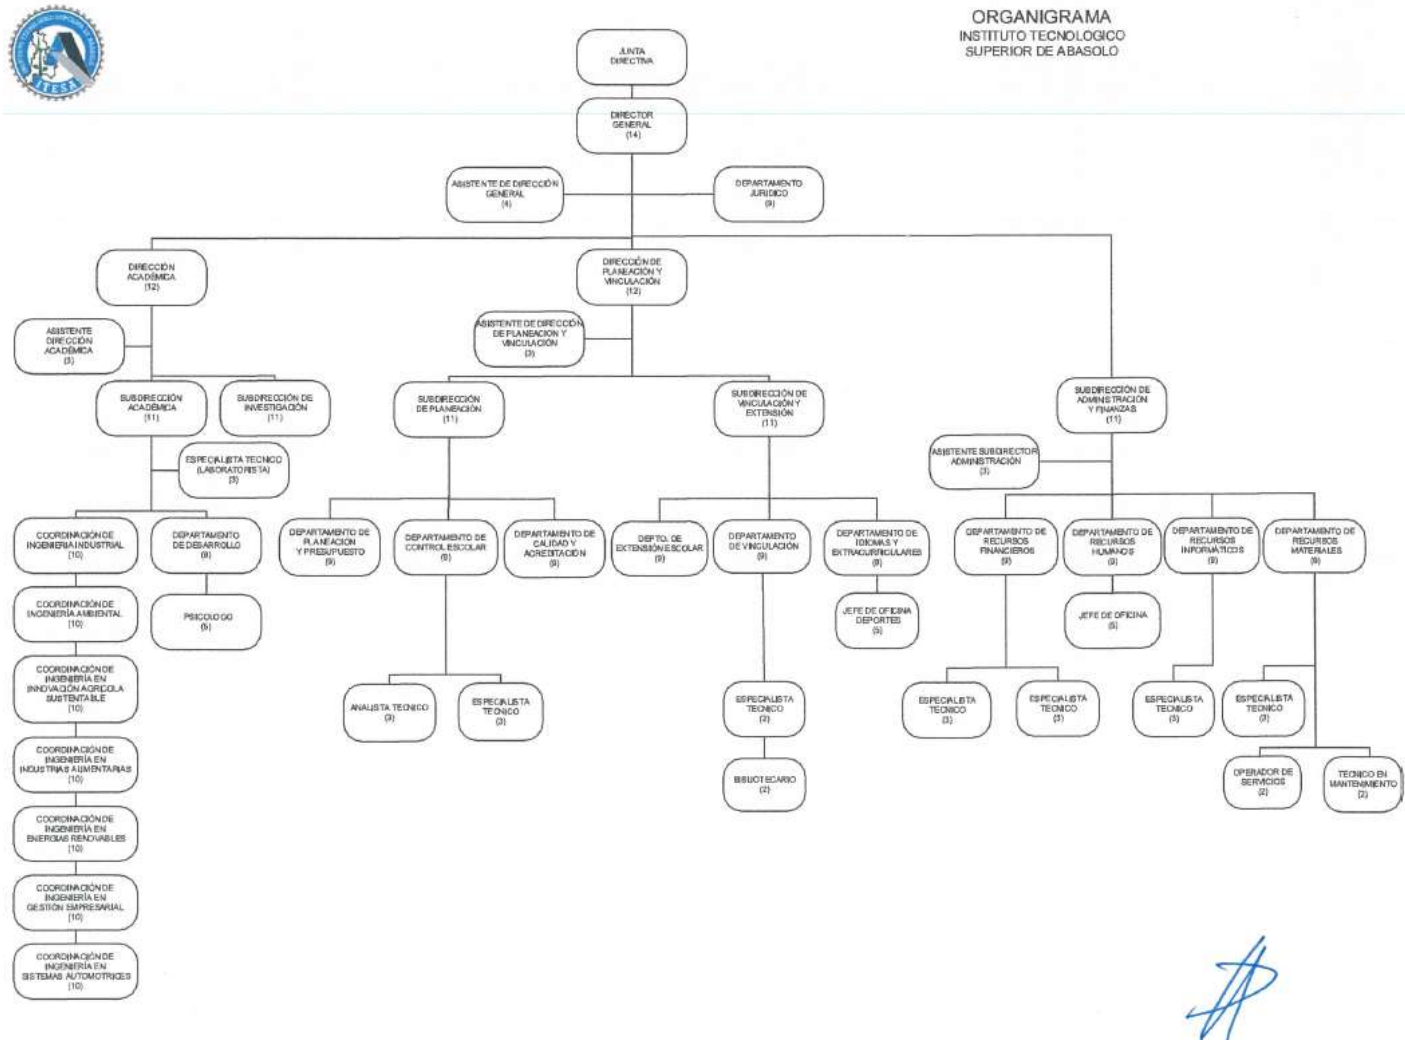 ORGANIGRAMA
INSTITUTO TECNOLOGICO
SUPERIOR DE ABASOLO
ITESA
JUNTA
DIRECTIVA
DIRECTOR
GENERAL
(14)
ASISTENTE DE DIRECCIÓN
GENERAL
(4)
DEPARTAMENTO
JURIDICO
(9)
DIRECCIÓN
ACADÉMICA
(12)
DIRECCIÓN DE
PLANEACIÓN Y
VINCULACIÓN
(12)
ASISTENTE
DIRECCIÓN
ACADÉMICA
(3)
ASISTENTE DE DIRECCIÓN
DE PLANEACION Y
VINCULACIÓN
(3)
SUBDIRECCIÓN
ACADÉMICA
(11)
SUBDIRECCIÓN DE
INVESTIGACIÓN
(11)
SUBDIRECCIÓN
DE PLANEACIÓN
(11)
SUBDIRECCIÓN DE
VINCULACIÓN Y
EXTENSIÓN
(11)
SUBDIRECCIÓN DE
ADMINISTRACIÓN
Y FINANZAS
(11)
ESPECIALISTA TECNICO
(LABORATORISTA)
(3)
ASISTENTE SUBDIRECTOR
ADMINISTRACIÓN
(3)
COORDINACIÓN DE
INGENIERIA INDUSTRIAL
(10)
DEPARTAMENTO
DE DESARROLLO
(9)
DEPARTAMENTO DE
PLANEACIÓN
Y PRESUPUESTO
(9)
DEPARTAMENTO DE
CONTROL ESCOLAR
(9)
DEPARTAMENTO DE
CALIDAD Y
ACREDITACIÓN
(9)
DEPTO. DE
EXTENSIÓN ESCOLAR
(9)
DEPARTAMENTO
DE VINCULACIÓN
(9)
DEPARTAMENTO DE
IDIOMAS Y
EXTRACURRICULARES
(9)
DEPARTAMENTO DE
RECURSOS
FINANCIEROS
(9)
DEPARTAMENTO DE
RECURSOS
HUMANOS
(9)
DEPARTAMENTO DE
RECURSOS
INFORMÁTICOS
(9)
DEPARTAMENTO DE
RECURSOS
MATERIALES
(9)
COORDINACIÓN DE
INGENIERÍA AMBIENTAL
(10)
PSICOLOGO
(5)
JEFE DE OFICINA
DEPORTES
(5)
JEFE DE OFICINA
(5)
COORDINACIÓN DE
INGENIERÍA EN
INNOVACIÓN AGRICOLA
SUSTENTABLE
(10)
ANALISTA TECNICO
(3)
ESPECIALISTA
TECNICO
(3)
ESPECIALISTA
TECNICO
(3)
ESPECIALISTA
TECNICO
(3)
ESPECIALISTA
TECNICO
(3)
ESPECIALISTA
TECNICO
(3)
ESPECIALISTA
TECNICO
(3)
COORDINACIÓN DE
INGENIERÍA EN
INDUSTRIAS ALIMENTARIAS
(10)
BIBLIOTECARIO
(2)
OPERADOR DE
SERVICIOS
(2)
TECNICO EN
MANTENIMIENTO
(2)
COORDINACIÓN DE
INGENIERÍA EN
ENERGIAS RENOVABLES
(10)
COORDINACIÓN DE
INGENIERÍA EN
GESTIÓN EMPRESARIAL
(10)
COORDINACIÓN DE
INGENIERÍA EN
SISTEMAS AUTOMOTRICES
(10)